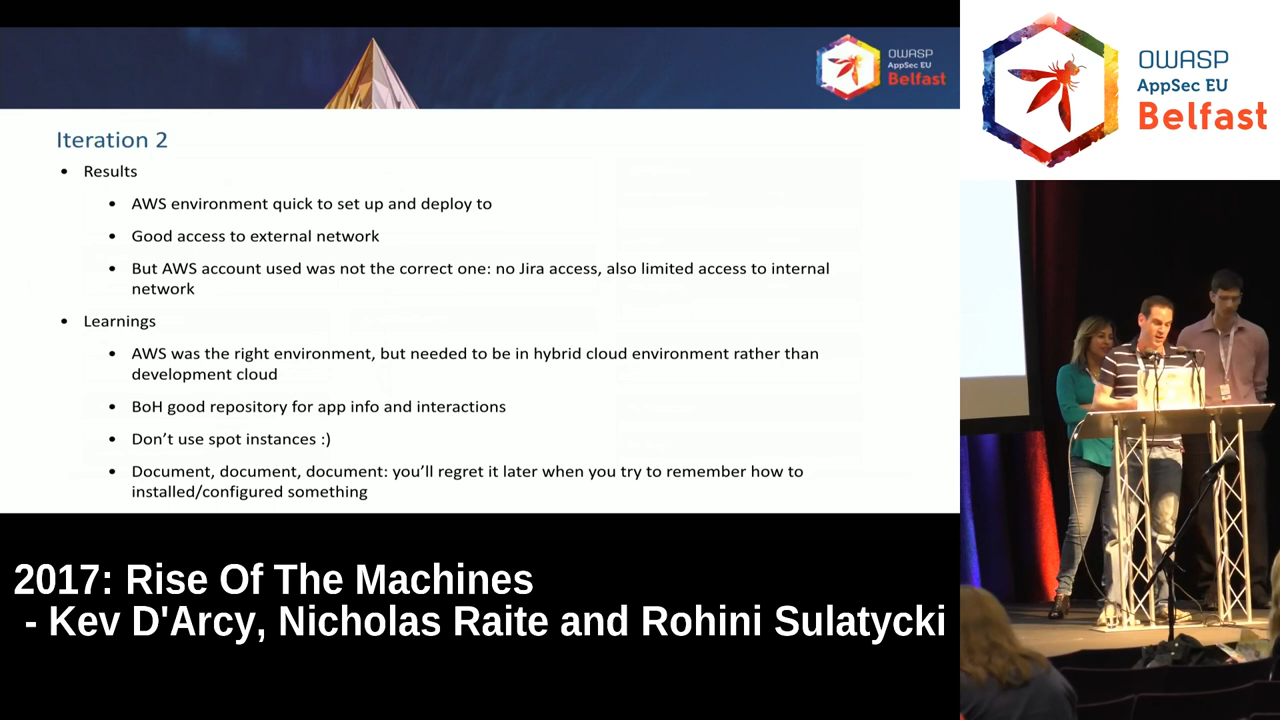 OWASP
AppSec EU
Belfast
OWASP
AppSec EU
Belfast
Iteration 2
• Results
• AWS environment quick to set up and deploy to
• Good access to external network
• But AWS account used was not the correct one: no Jira access, also limited access to internal
network
• Learnings
• AWS was the right environment, but needed to be in hybrid cloud environment rather than
development cloud
• BoH good repository for app info and interactions
• Don’t use spot instances :)
• Document, document, document: you’ll regret it later when you try to remember how to
installed/configured something
2017: Rise Of The Machines
- Kev D'Arcy, Nicholas Raite and Rohini Sulatycki